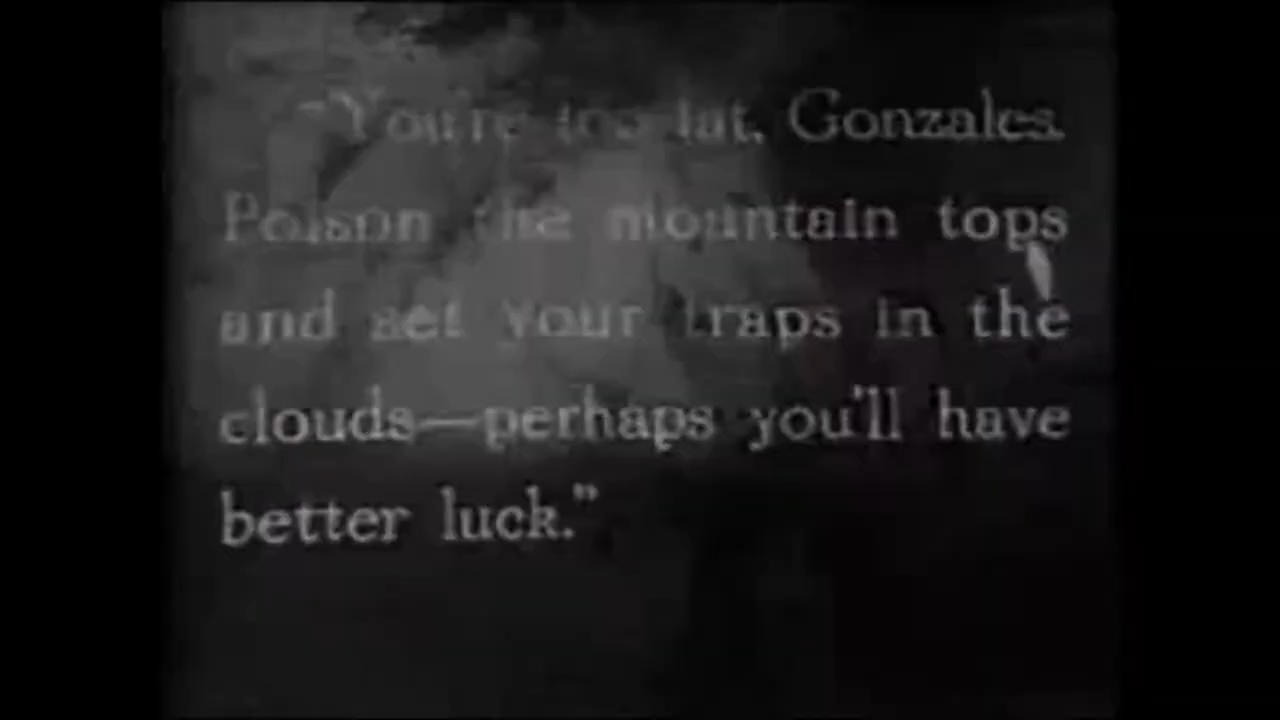 "You're too fat, Gonzales.
Poison the mountain tops
and set your traps in the
clouds—perhaps you'll have
better luck."